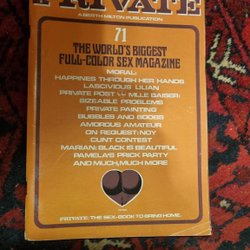 PRIVATE
A BERTH MILTON PUBLICATION
71
THE WORLD'S BIGGEST
FULL-COLOR SEX MAGAZINE
MORAL:
HAPPINESS THROUGH HER HANDS
LASCIVIOUS LILIAN
PRIVATE POST MLLE BAISER:
SIZEABLE PROBLEMS
PRIVATE PAINTING
BUBBLES AND BOOBS
AMOROUS AMATEUR
ON REQUEST: NOY
CUNT CONTEST
MARIAN: BLACK IS BEAUTIFUL
PAMELA'S PRICK PARTY
AND MUCH, MUCH MORE
PRIVATE: THE SEX-BOOK TO BRING HOME.